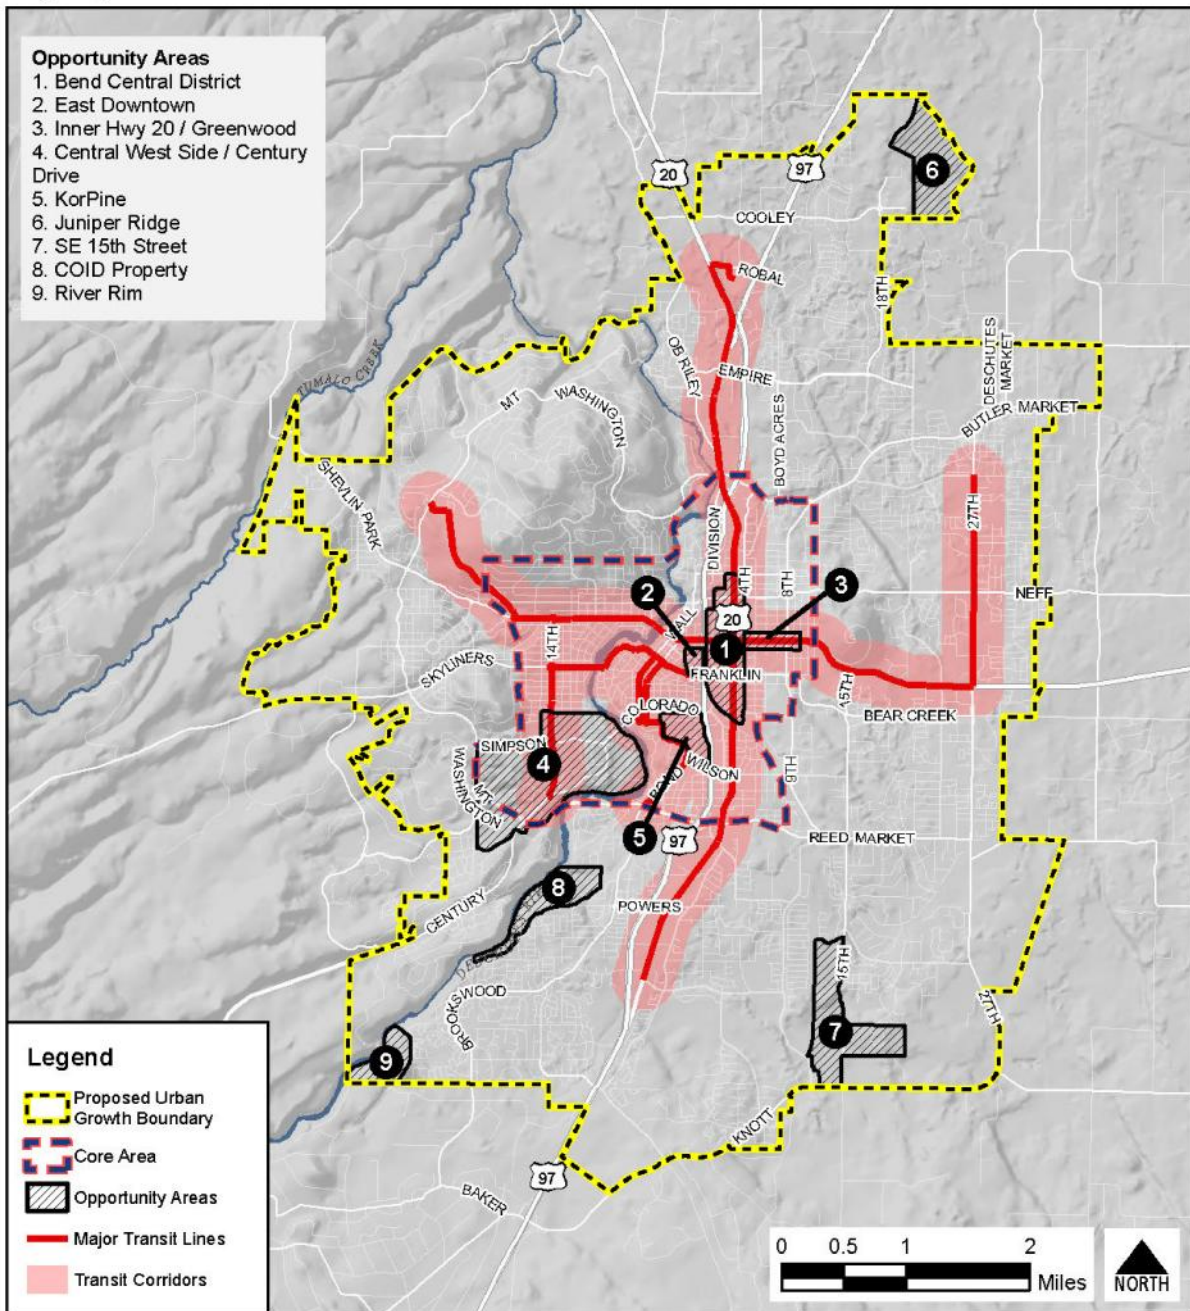 Opportunity Areas
1. Bend Central District
2. East Downtown
3. Inner Hwy 20 / Greenwood
4. Central West Side / Century
Drive
5. KorPine
6. Juniper Ridge
7. SE 15th Street
8. COID Property
9. River Rim
6
20
97
COOLEY
ROBAL
18TH
DESCHUTES
MARKET
OB RILEY
EMPIRE
TUMALO CREEK
MT
WASHINGTON
BOYD ACRES
BUTLER MARKET
SHEVLIN PARK
DIVISION
27TH
2
4TH
8TH
3
NEFF
20
WALL
14TH
1
SKYLINERS
FRANKLIN
15TH
COLORADO
BEAR CREEK
SIMPSON
4
WILSON
9TH
MT
WASHINGTON
BOND
5
97
REED MARKET
8
CENTURY
POWERS
15TH
BROOKSWOOD
27TH
7
9
KNOTT
97
BAKER
Legend
Proposed Urban
Growth Boundary
Core Area
Opportunity Areas
Major Transit Lines
Transit Corridors
0 0.5 1 2
Miles
NORTH